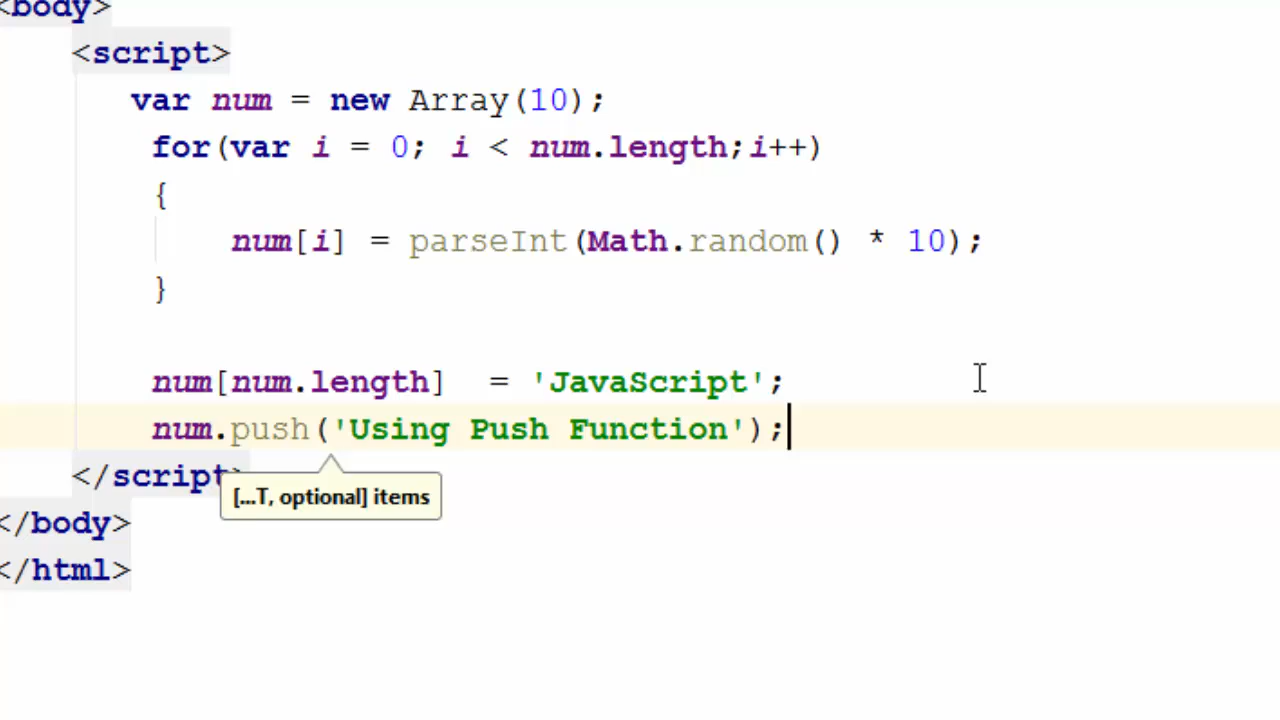 <body>
<script>
var num = new Array(10);
for(var i = 0; i < num.length;i++)
{
num[i] = parseInt(Math.random() * 10);
}
num[num.length]  = 'JavaScript';
num.push('Using Push Function');
</script>
[...T, optional] items
</body>
</html>